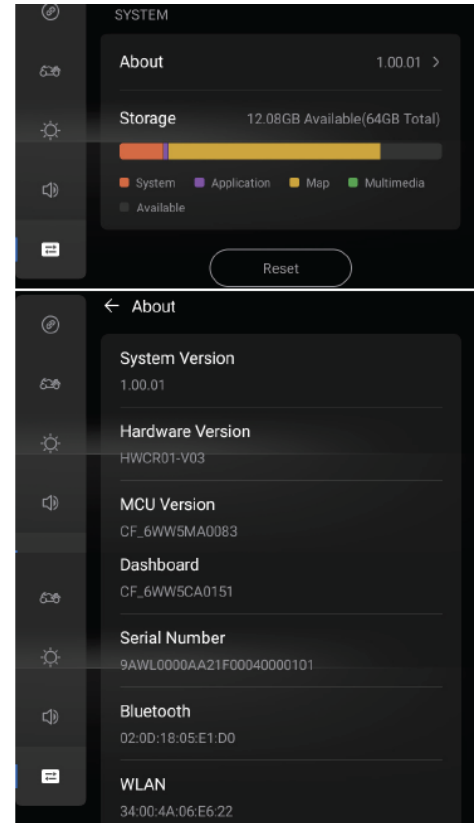 SYSTEM
About 1.00.01 >
Storage 12.08GB Available(64GB Total)
System Application Map Multimedia
Available
Reset
← About
System Version
1.00.01
Hardware Version
HWCR01-V03
MCU Version
CF_6WW5MA0083
Dashboard
CF_6WW5CA0151
Serial Number
9AWL0000AA21F00040000101
Bluetooth
02:0D:18:05:E1:D0
WLAN
34:00:4A:06:E6:22